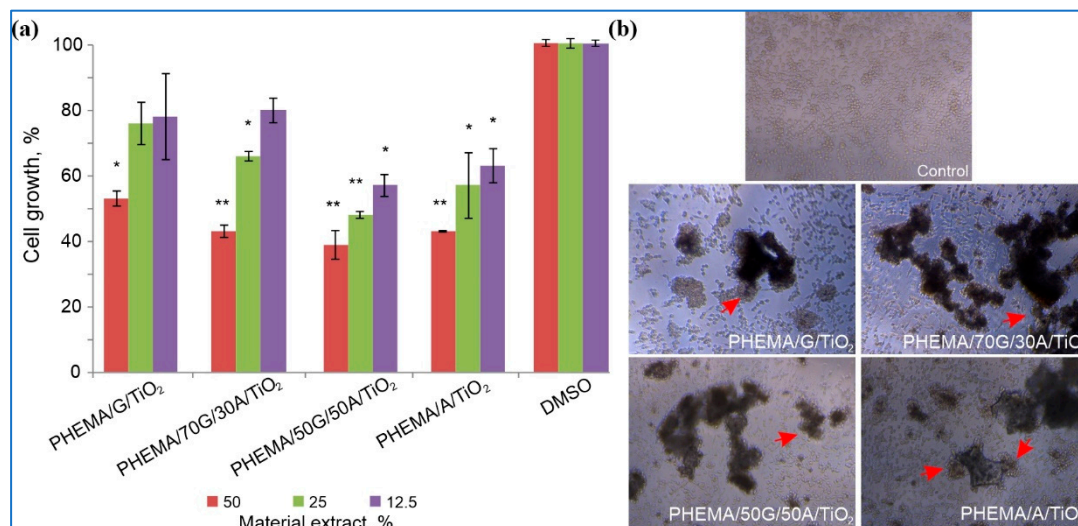 (a)
(b)
100
80
60
40
20
0
Cell growth, %
*
**
*
**
**
*
**
*
*
PHEMA/G/TiO₂
PHEMA/70G/30A/TiO₂
PHEMA/50G/50A/TiO₂
PHEMA/A/TiO₂
DMSO
50 25 12.5
Material extract, %
Control
PHEMA/G/TiO₂
PHEMA/70G/30A/TiO
PHEMA/50G/50A/TiO₂
PHEMA/A/TiO